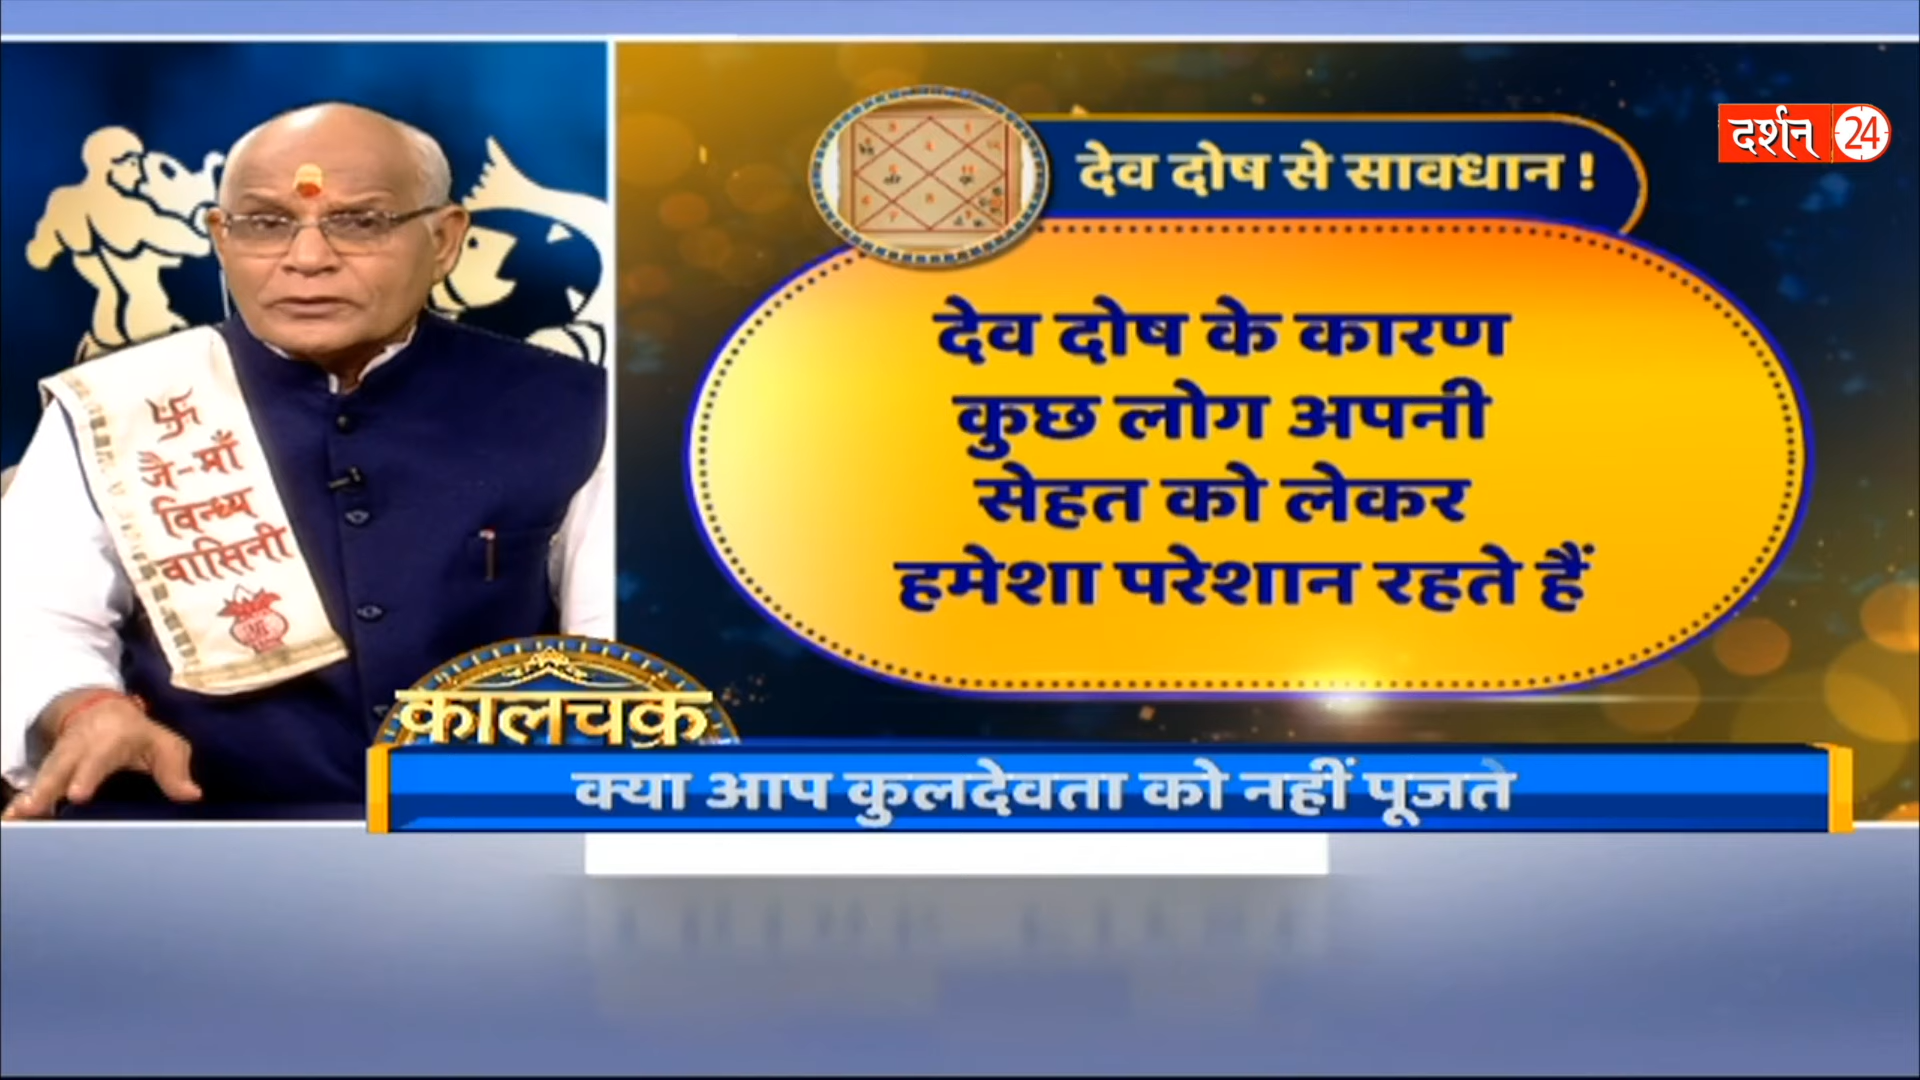 दर्शन 24
देव दोष से सावधान !
देव दोष के कारण
कुछ लोग अपनी
सेहत को लेकर
हमेशा परेशान रहते हैं
जै-माँ
विन्ध्य
वासिनी
कालचक्र
क्या आप कुलदेवता को नहीं पूजते